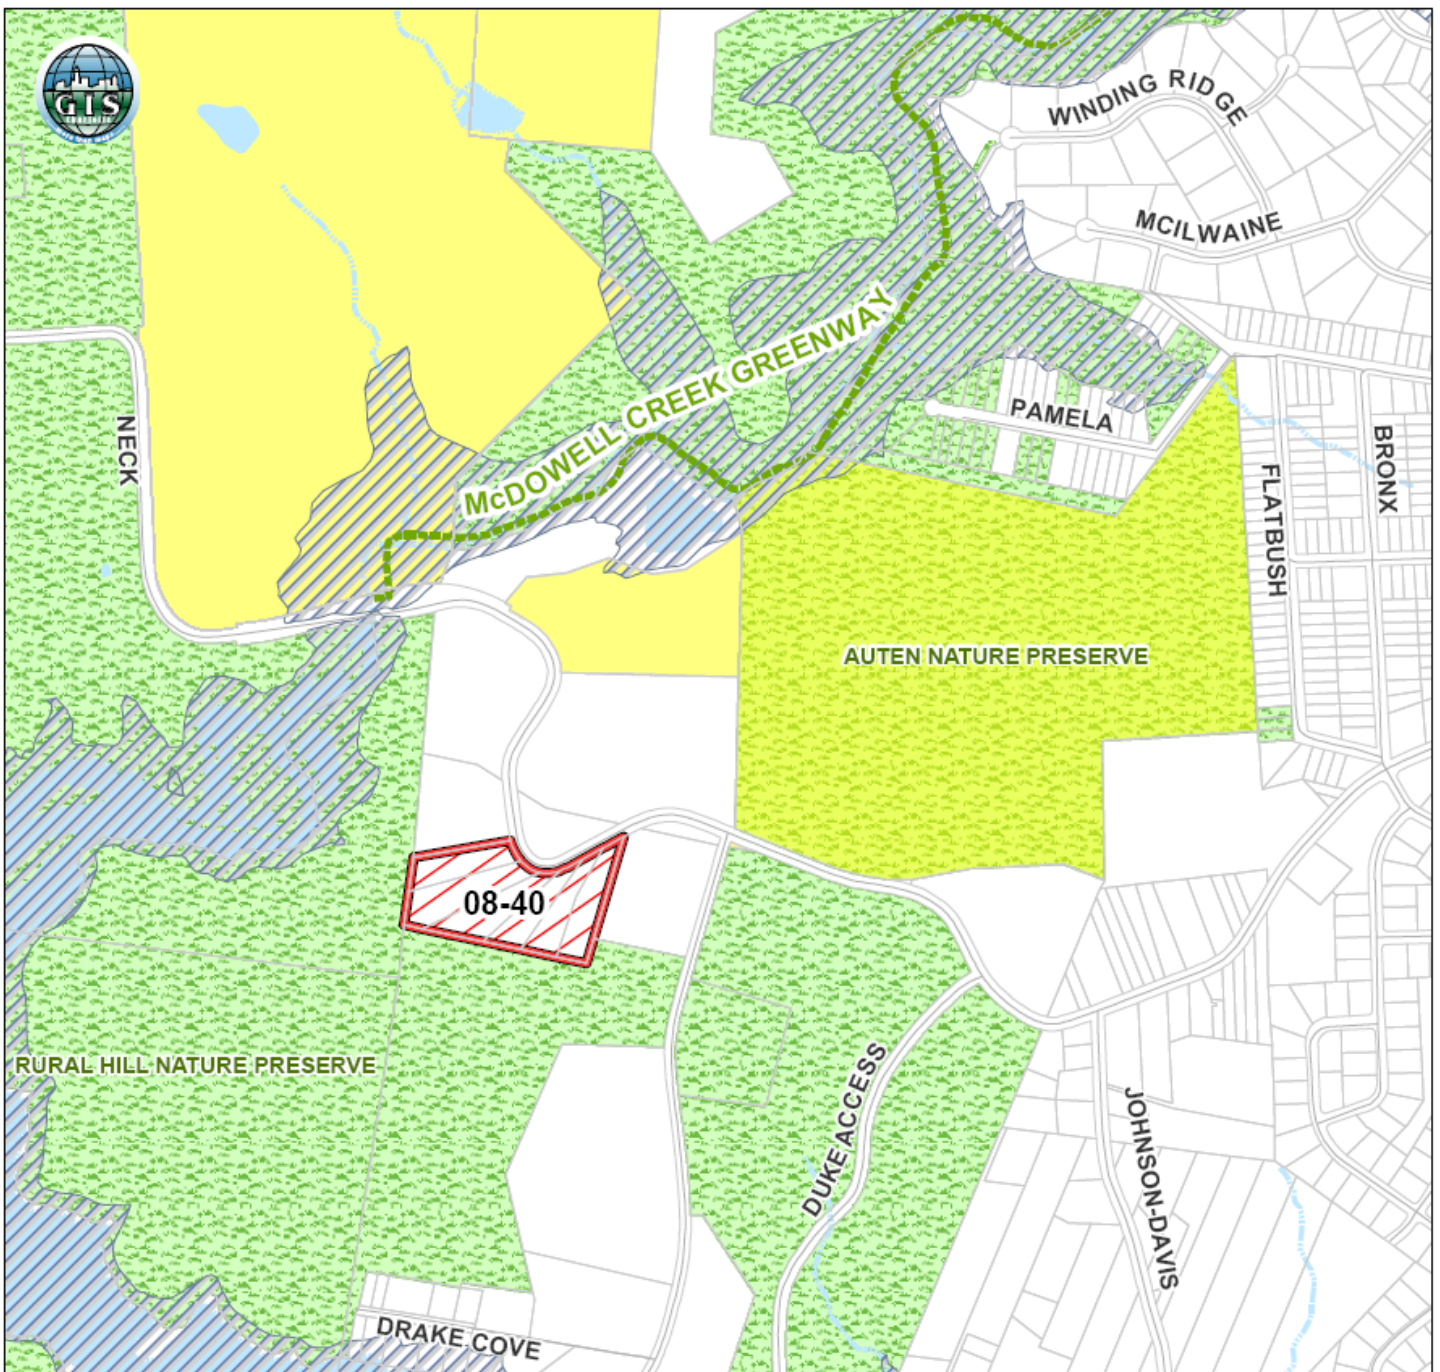 GIS
WINDING RIDGE
MCILWAINE
McDOWELL CREEK GREENWAY
PAMELA
NECK
BRONX
FLATBUSH
AUTEN NATURE PRESERVE
08-40
RURAL HILL NATURE PRESERVE
DUKE ACCESS
JOHNSON-DAVIS
DRAKE COVE